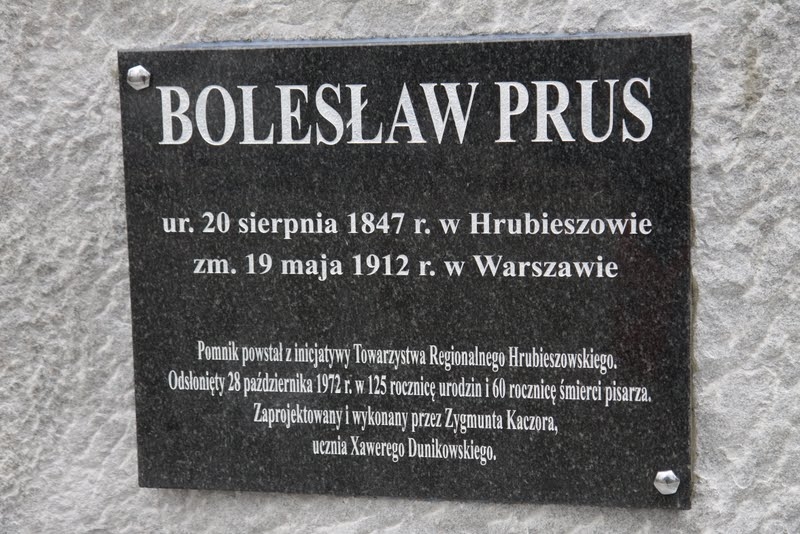 BOLESŁAW PRUS
ur. 20 sierpnia 1847 r. w Hrubieszowie
zm. 19 maja 1912 r. w Warszawie
Pomnik powstał z inicjatywy Towarzystwa Regionalnego Hrubieszowskiego.
Odsłonięty 28 października 1972 r. w 125 rocznicę urodzin i 60 rocznicę śmierci pisarza.
Zaprojektowany i wykonany przez Zygmunta Kaczora,
ucznia Xawerego Dunikowskiego.